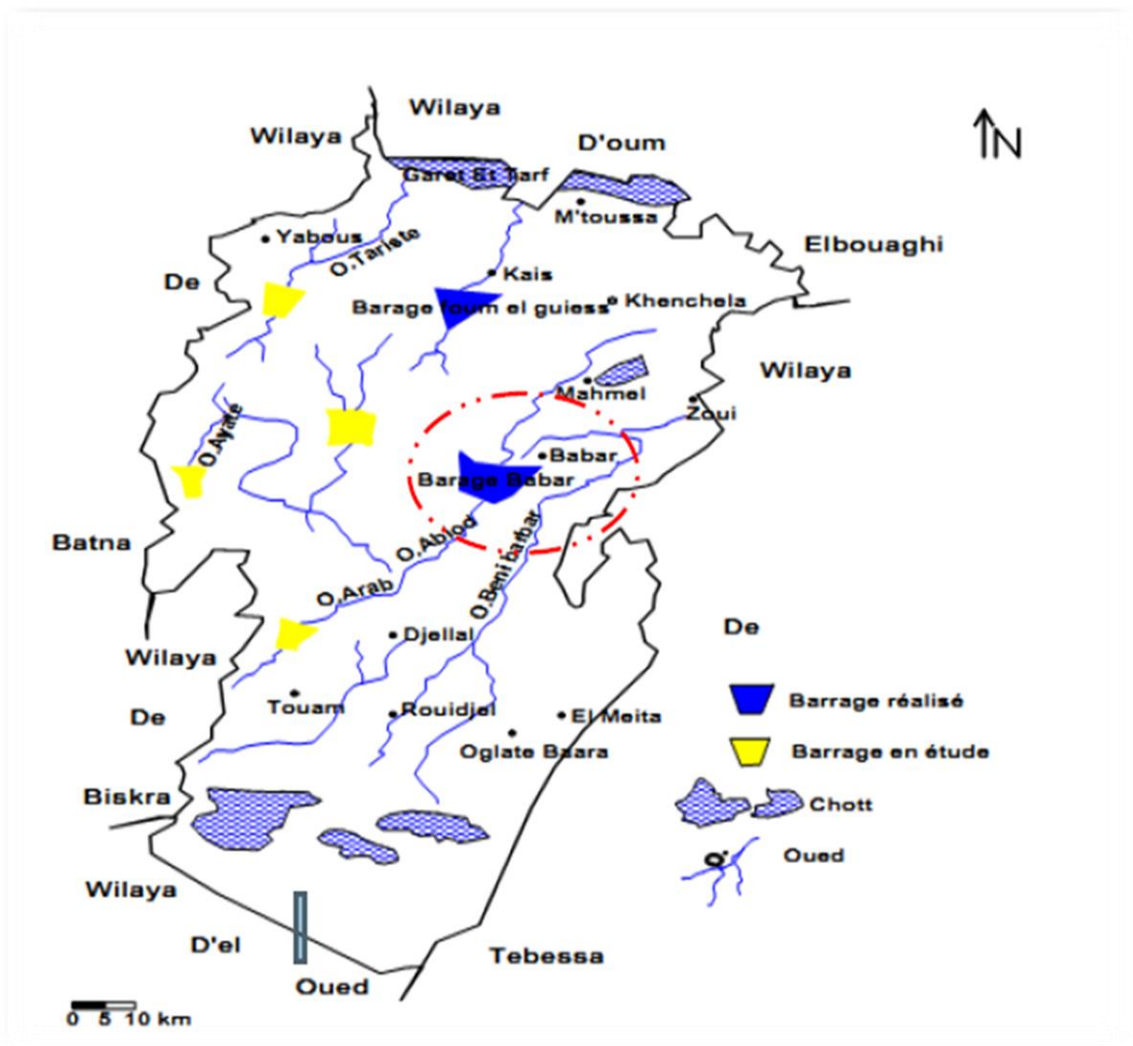 Wilaya
Wilaya
D'oum
N
Garet Et Tarf
M'toussa
Yabous
O.Tariste
Elbouaghi
Kais
De
Barage foum el guiess
Khenchela
Wilaya
Mahmel
Zoui
O.Ayate
Babar
Barage Babar
Batna
O.Abiod
O.Beni barbar
O.Arab
De
Djellal
Wilaya
Touam
Rouidjel
De
El Meita
Oglate Baara
Barrage réalisé
Barrage en étude
Biskra
Chott
O.
Oued
Wilaya
D'el
Tebessa
Oued
0 5 10 km